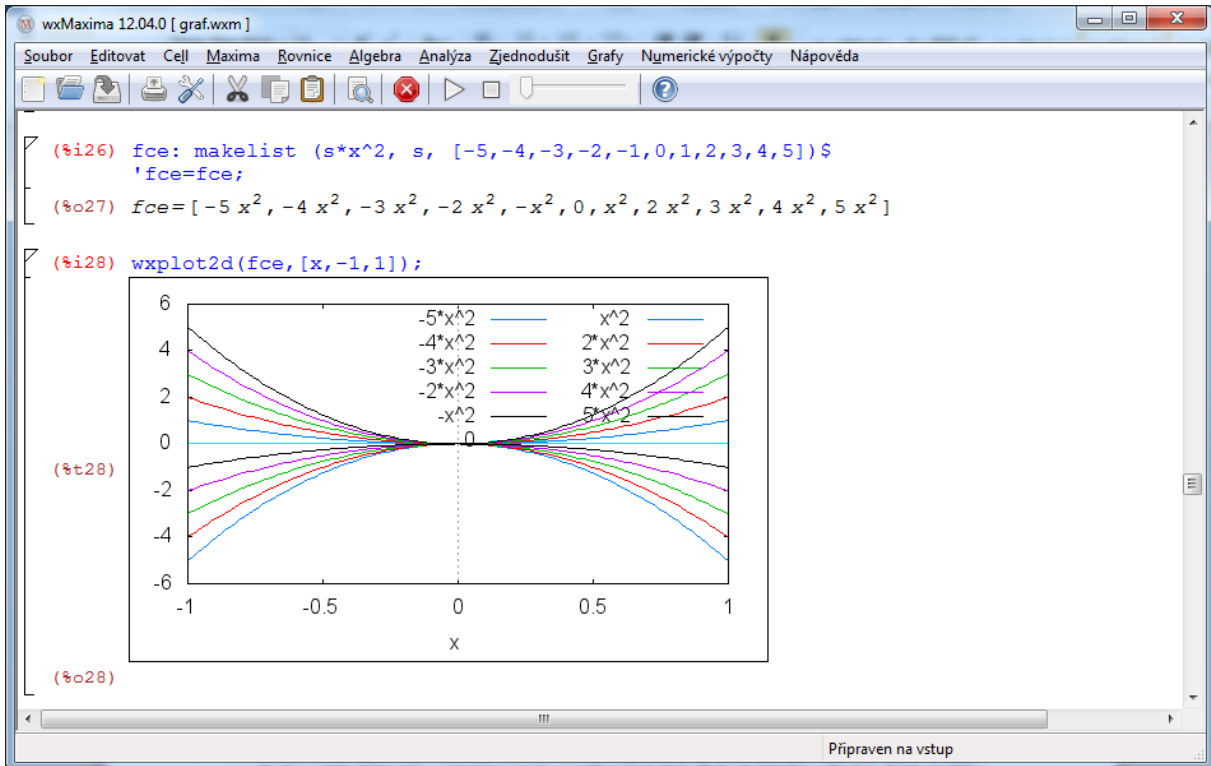 wxMaxima 12.04.0 [ graf.wxm ]
Soubor Editovat Cell Maxima Rovnice Algebra Analýza Zjednodušit Grafy Numerické výpočty Nápověda
(%i26) fce: makelist (s*x^2, s, [-5,-4,-3,-2,-1,0,1,2,3,4,5])$
'fce=fce;
(%o27) fce=[-5 x², -4 x², -3 x², -2 x², -x², 0, x², 2 x², 3 x², 4 x², 5 x²]
(%i28) wxplot2d(fce,[x,-1,1]);
6
4
2
0
-2
-4
-6
-5*x^2 x^2
-4*x^2 2*x^2
-3*x^2 3*x^2
-2*x^2 4*x^2
-x^2 5*x^2
0
(%t28)
-1 -0.5 0 0.5 1
x
(%o28)
Připraven na vstup